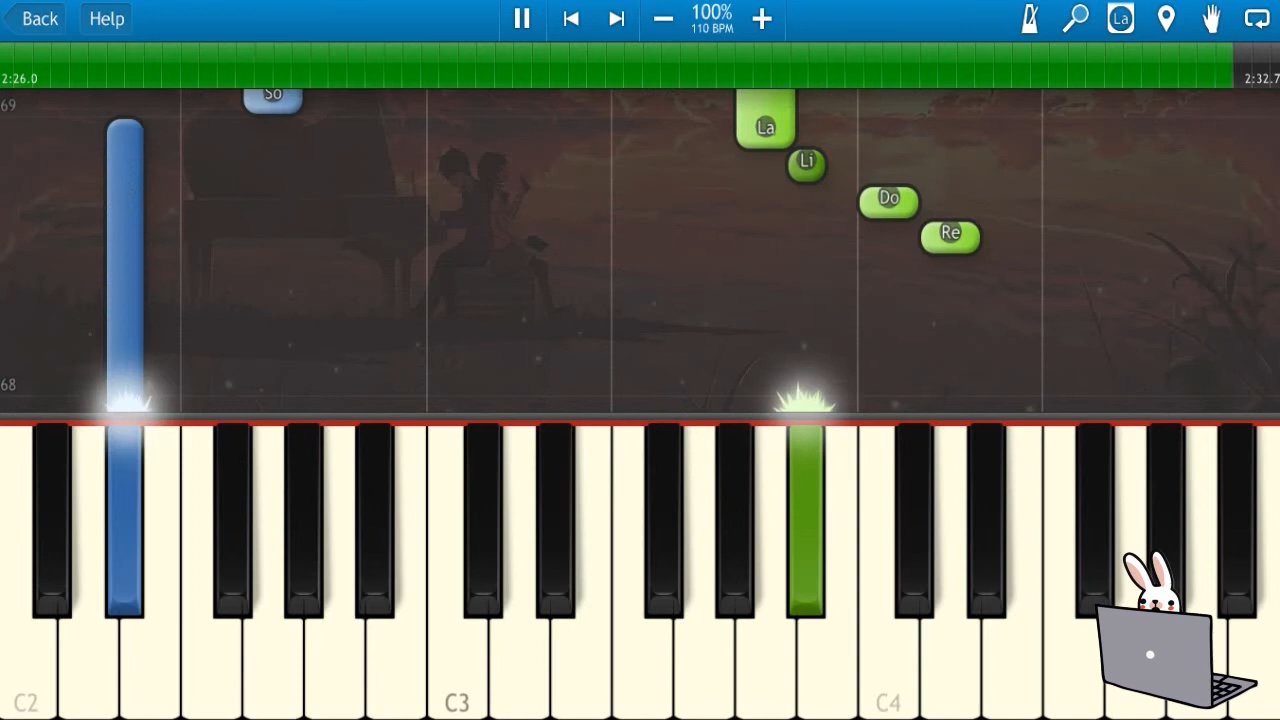 Back Help 100%
110 BPM La
2:26.0 2:32.7
69 So
La
Li
Do
Re
68
C2 C3 C4